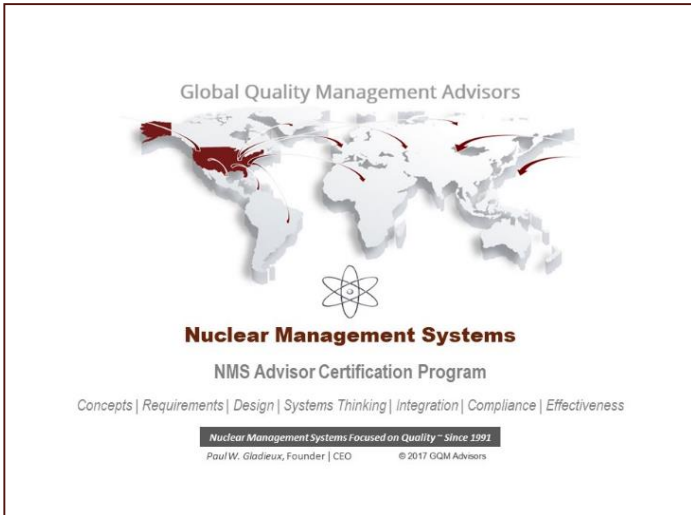 Global Quality Management Advisors
Nuclear Management Systems
NMS Advisor Certification Program
Concepts | Requirements | Design | Systems Thinking | Integration | Compliance | Effectiveness
Nuclear Management Systems Focused on Quality ~ Since 1991
Paul W. Gladieux, Founder | CEO © 2017 GQM Advisors